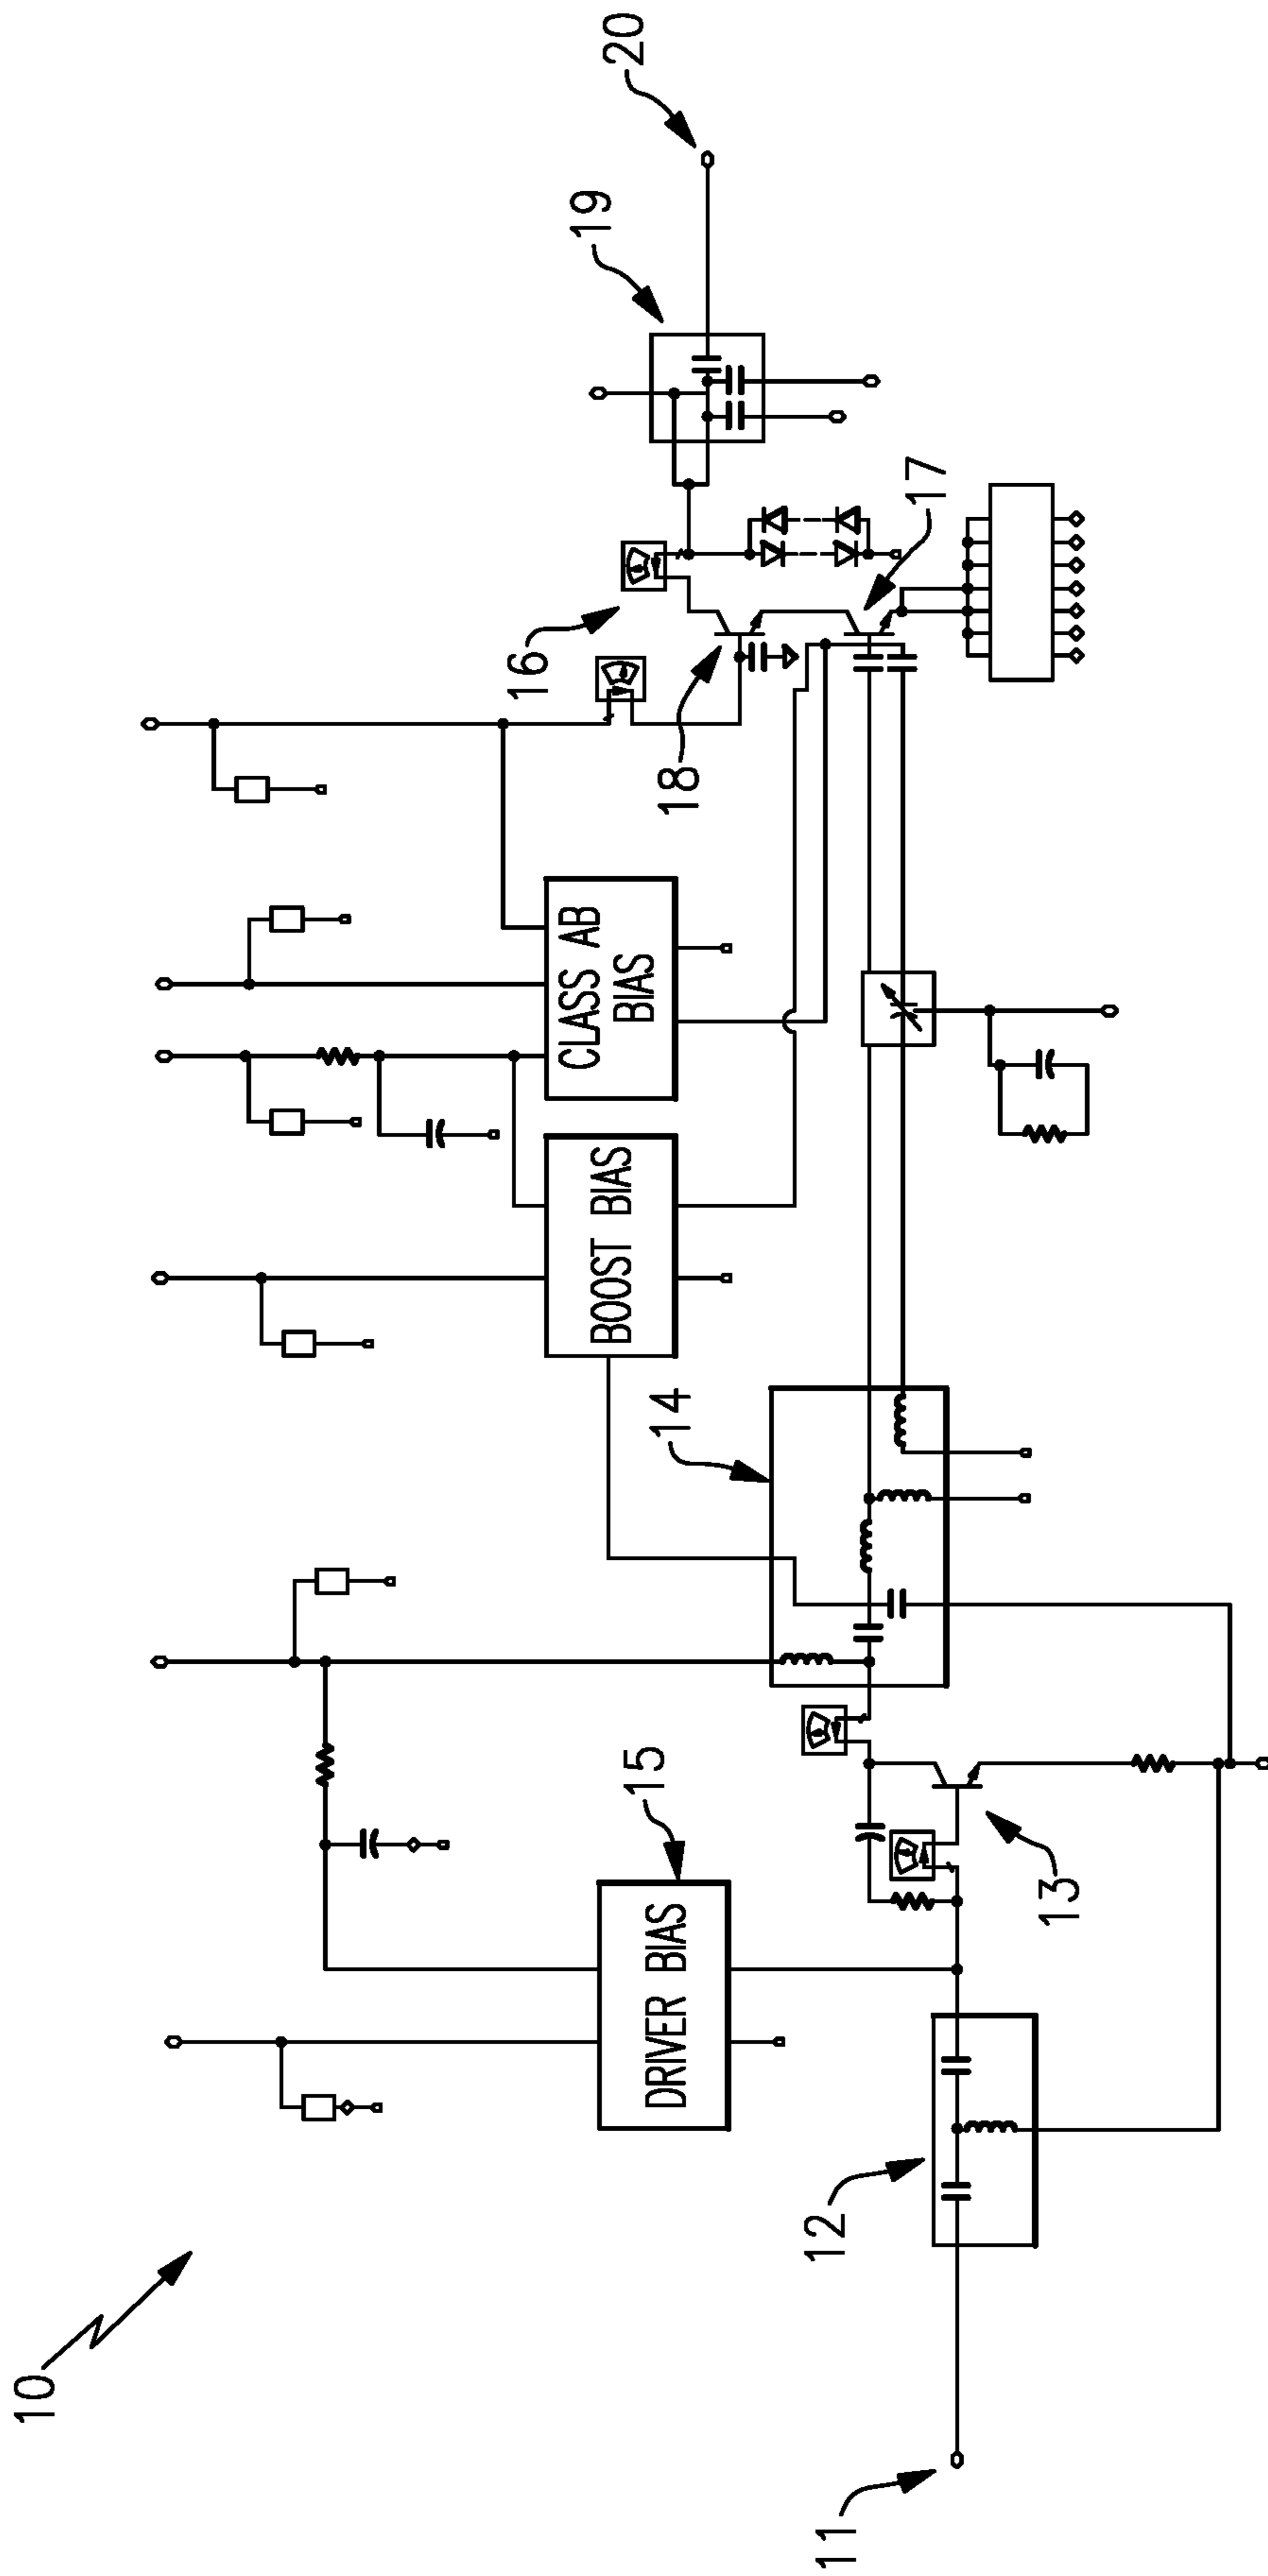 10
20
19
16
17
18
CLASS AB
BIAS
BOOST BIAS
14
15
DRIVER BIAS
13
12
11